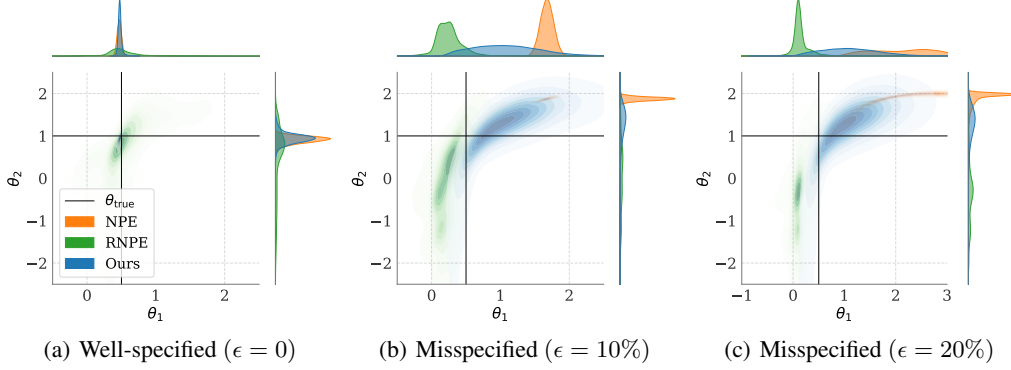 2
1
0
−1
−2
θ₂
0
1
2
θ₁
θtrue
NPE
RNPE
Ours
(a) Well-specified (ϵ = 0)
2
1
0
−1
−2
θ₂
0
1
2
θ₁
(b) Misspecified (ϵ = 10%)
2
1
0
−1
−2
θ₂
−1
0
1
2
3
θ₁
(c) Misspecified (ϵ = 20%)